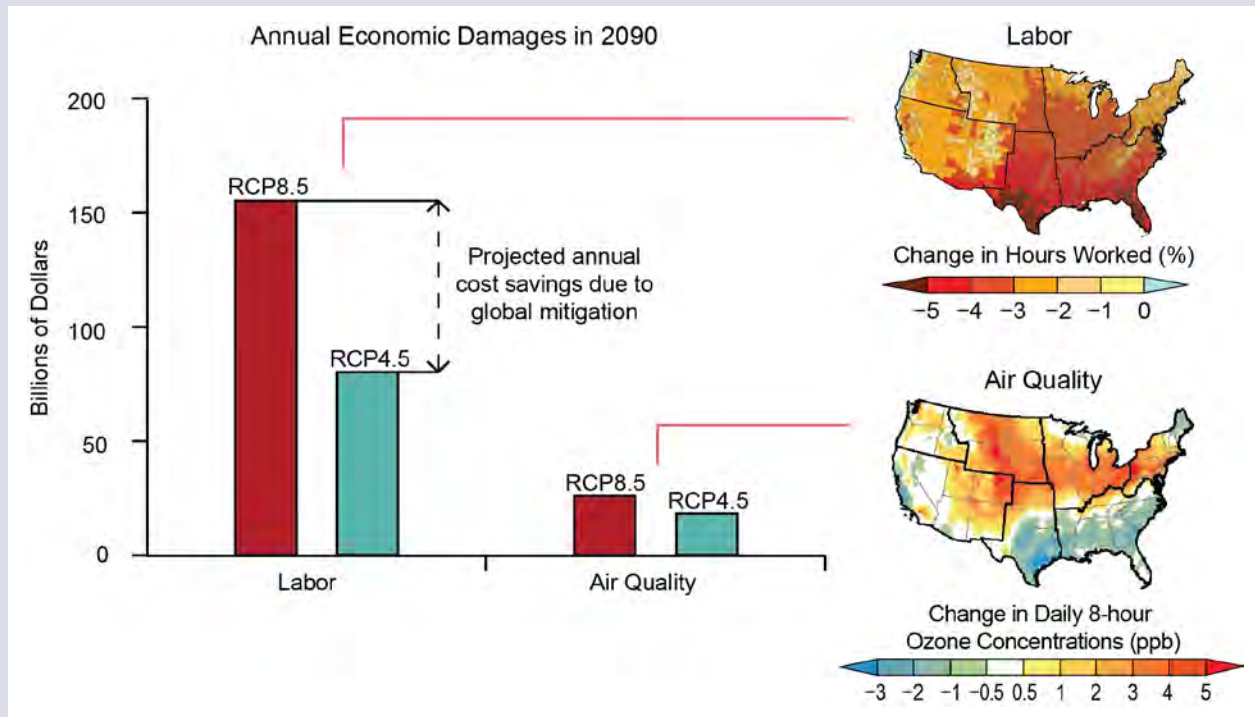 Annual Economic Damages in 2090
Billions of Dollars
200
150
100
50
0
RCP8.5
RCP4.5
Projected annual
cost savings due to
global mitigation
RCP8.5
RCP4.5
Labor
Air Quality
Labor
Change in Hours Worked (%)
−5 −4 −3 −2 −1 0
Air Quality
Change in Daily 8-hour
Ozone Concentrations (ppb)
−3 −2 −1 −0.5 0.5 1 2 3 4 5